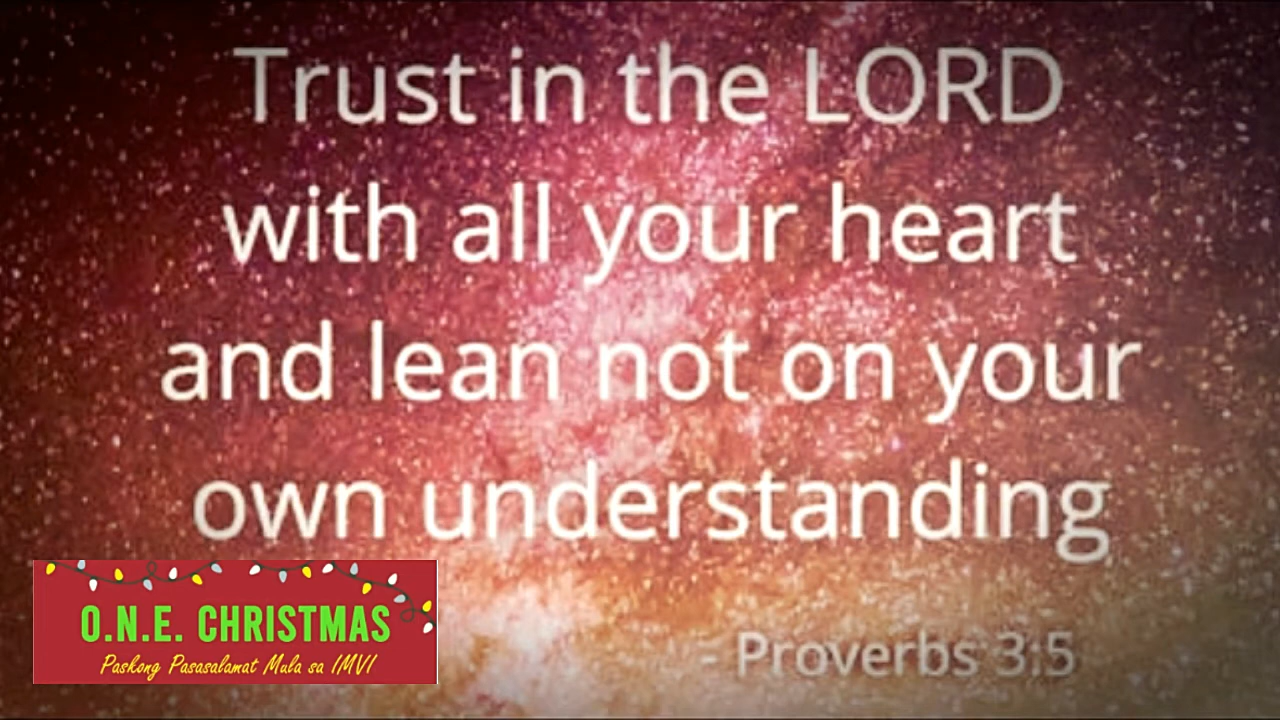 Trust in the LORD
with all your heart
and lean not on your
own understanding
- Proverbs 3:5
O.N.E. CHRISTMAS
Paskong Pasasalamat Mula sa IMVI